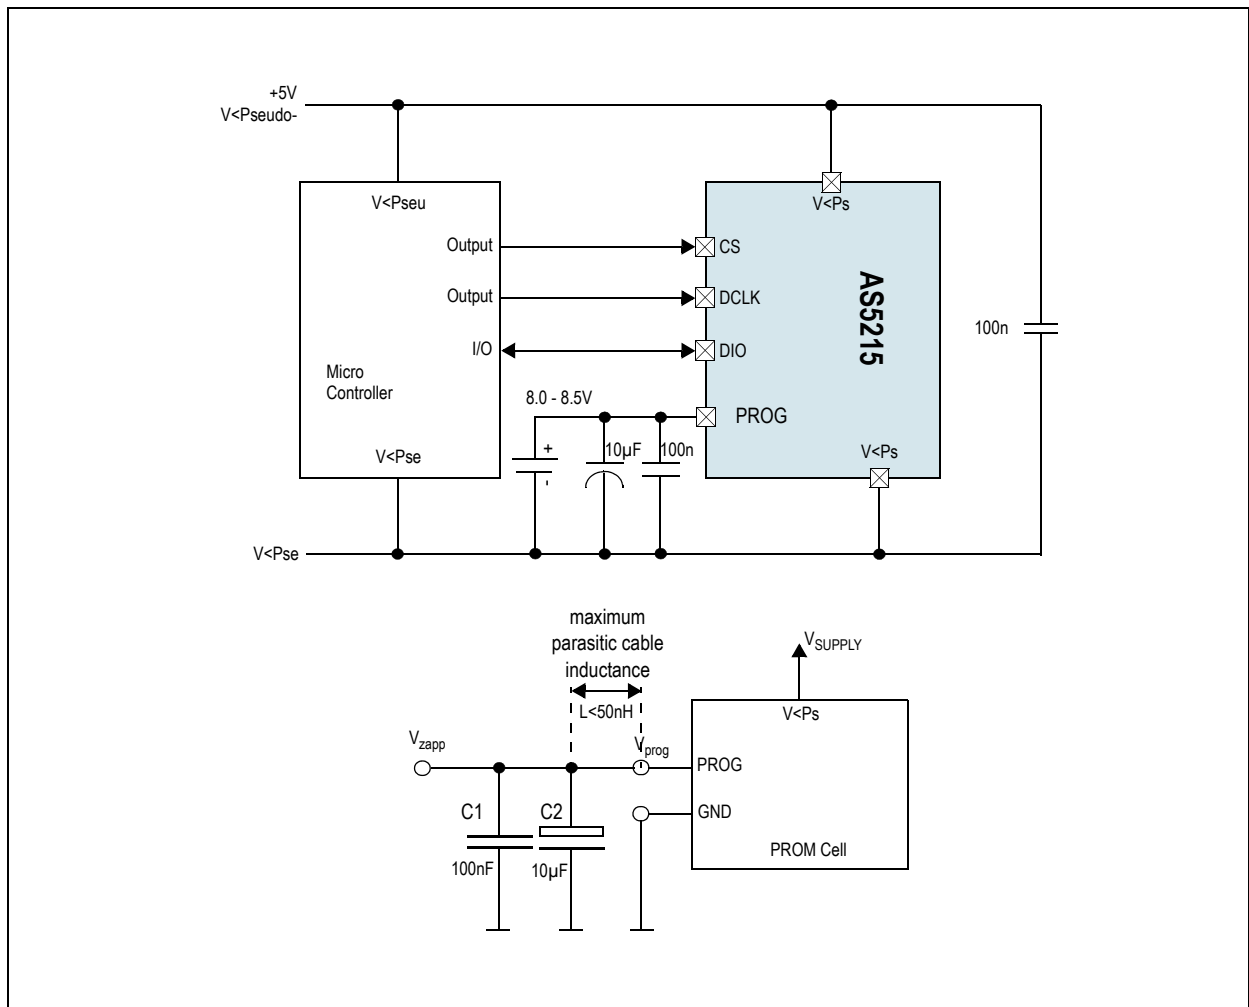 +5V
V<Pseudo-
V<Pseu
V<Ps
Output
CS
Output
DCLK
I/O
DIO
AS5215
100n
Micro
Controller
8.0 - 8.5V
PROG
+
10µF
100n
-
V<Pse
V<Ps
V<Pse
maximum
parasitic cable
inductance
L<50nH
VSUPPLY
V<Ps
Vzapp
Vprog
PROG
C1
C2
GND
100nF
10µF
PROM Cell